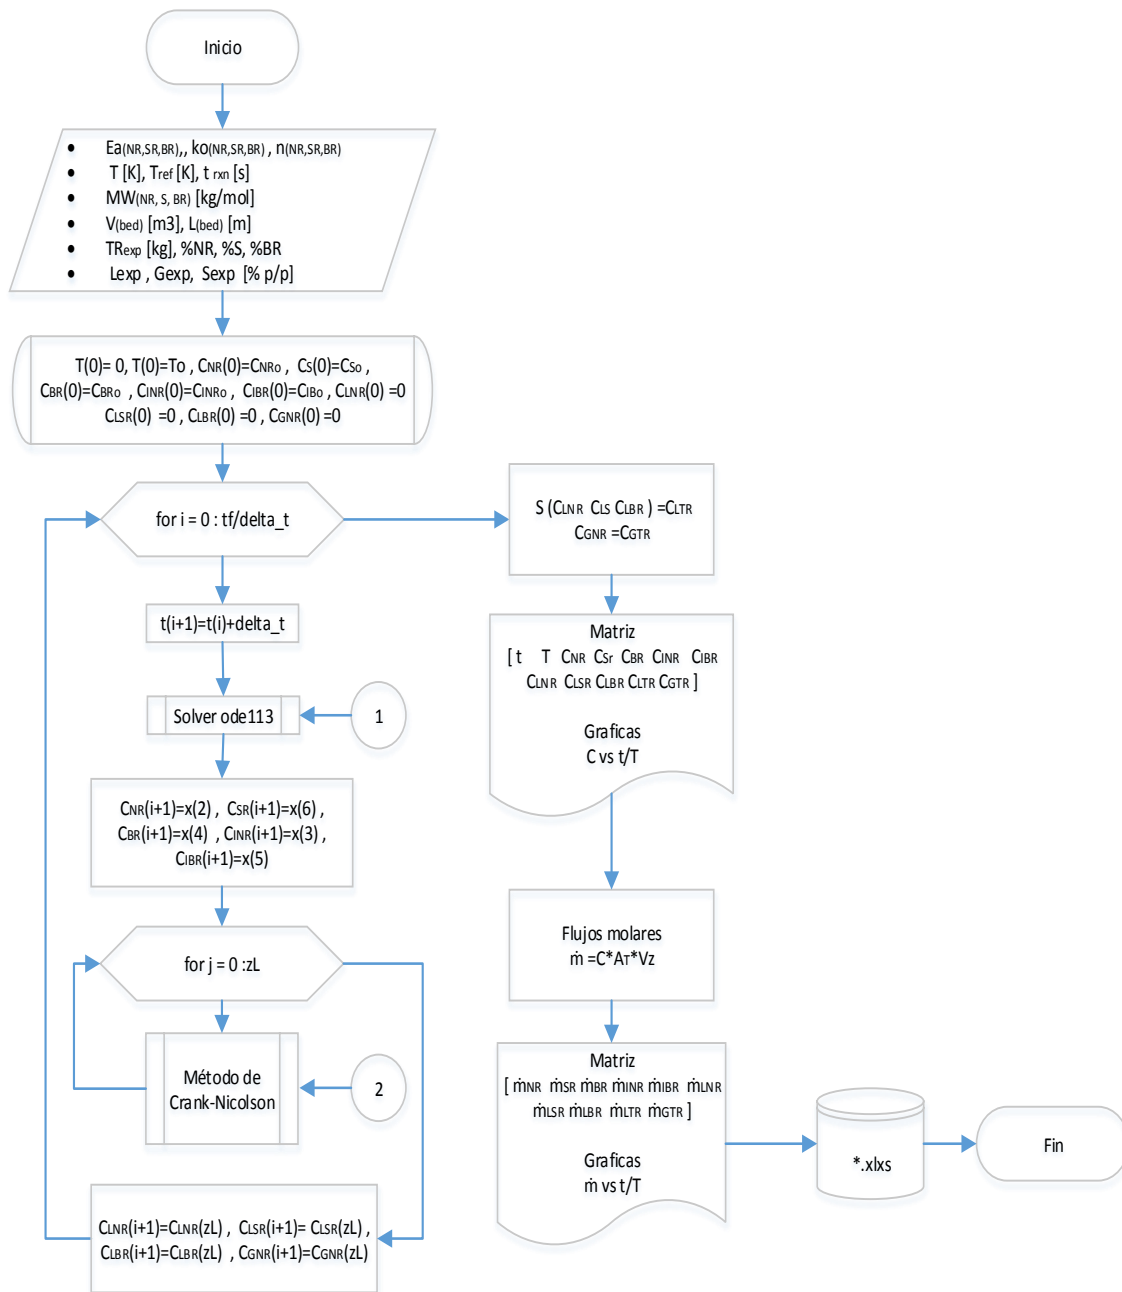 Inicio
• Ea(NR,SR,BR),, ko(NR,SR,BR) , n(NR,SR,BR)
• T [K], Tref [K], t rxn [s]
• MW(NR, S, BR) [kg/mol]
• V(bed) [m3], L(bed) [m]
• TRexp [kg], %NR, %S, %BR
• Lexp , Gexp, Sexp [% p/p]
T(0)= 0, T(0)=To , CNR(0)=CNRo , CS(0)=CSo ,
CBR(0)=CBRo , CINR(0)=CINRo , CIBR(0)=CIBo , CLNR(0) =0
CLSR(0) =0 , CLBR(0) =0 , CGNR(0) =0
for i = 0 : tf/delta_t
t(i+1)=t(i)+delta_t
Solver ode113
1
CNR(i+1)=x(2) , CSR(i+1)=x(6) ,
CBR(i+1)=x(4) , CINR(i+1)=x(3) ,
CIBR(i+1)=x(5)
for j = 0 :zL
Método de
Crank-Nicolson
2
CLNR(i+1)=CLNR(zL) , CLSR(i+1)= CLSR(zL) ,
CLBR(i+1)=CLBR(zL) , CGNR(i+1)=CGNR(zL)
S (CLNR CLS CLBR ) =CLTR
CGNR =CGTR
Matriz
[ t T CNR CSr CBR CINR CIBR
CLNR CLSR CLBR CLTR CGTR ]
Graficas
C vs t/T
Flujos molares
ṁ =C*AT*Vz
Matriz
[ ṁNR ṁSR ṁBR ṁINR ṁIBR ṁLNR
ṁLSR ṁLBR ṁLTR ṁGTR ]
Graficas
ṁ vs t/T
*.xlxs
Fin